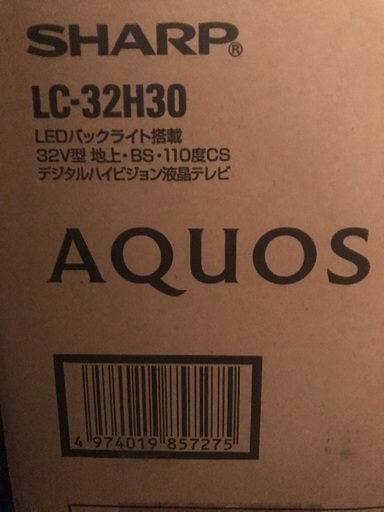 SHARP®
LC-32H30
LEDバックライト搭載
32V型 地上・BS・110度CS
デジタルハイビジョン液晶テレビ
AQUOS
4 974019 857275